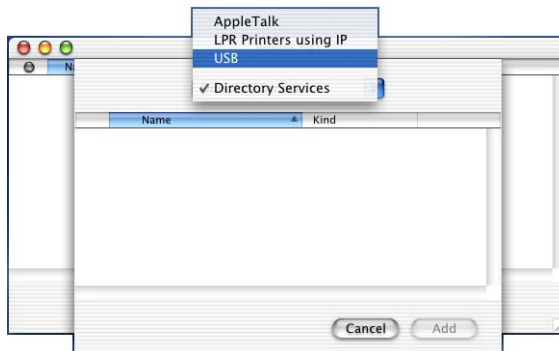 AppleTalk
LPR Printers using IP
USB
✓ Directory Services
Name Kind
Cancel Add